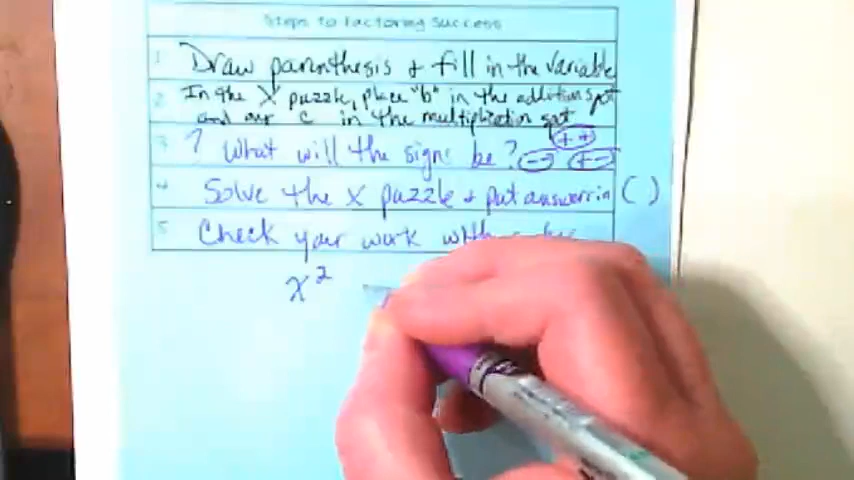 Steps to factoring success
1 Draw parenthesis + fill in the variable
2 In the X puzzle, place "b" in the addition spot
and our c in the multiplication spot
3 ? What will the signs be? ++ -- +-
4 Solve the X puzzle + put answer in ( )
5 Check your work with
x²